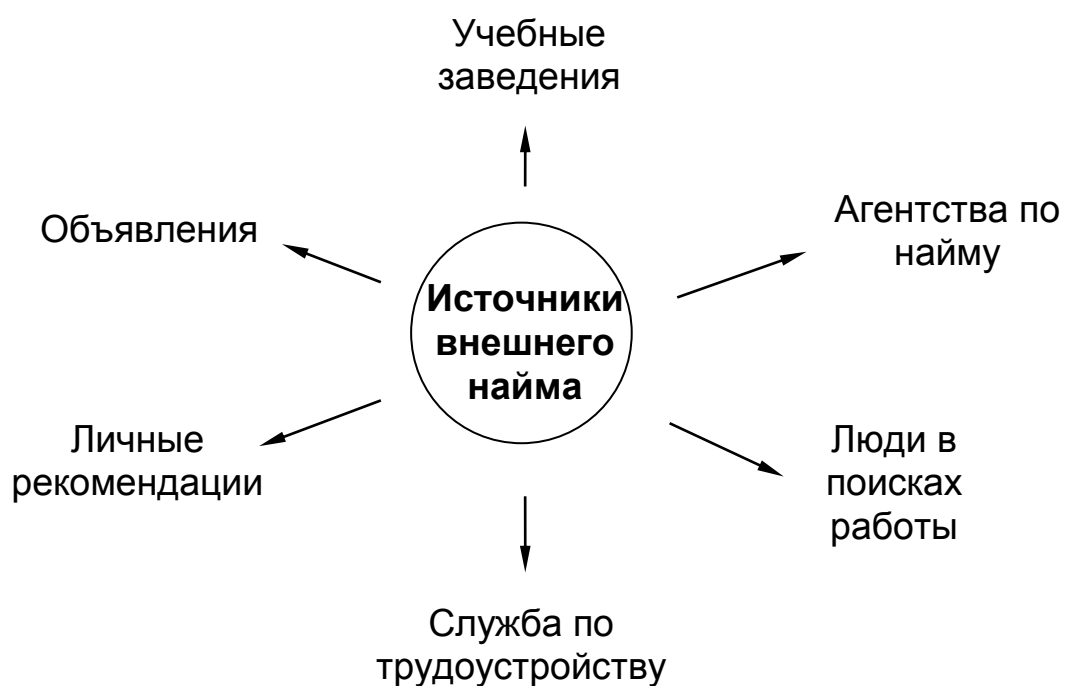 Учебные
заведения
Объявления
Агентства по
найму
Источники
внешнего
найма
Личные
рекомендации
Люди в
поисках
работы
Служба по
трудоустройству